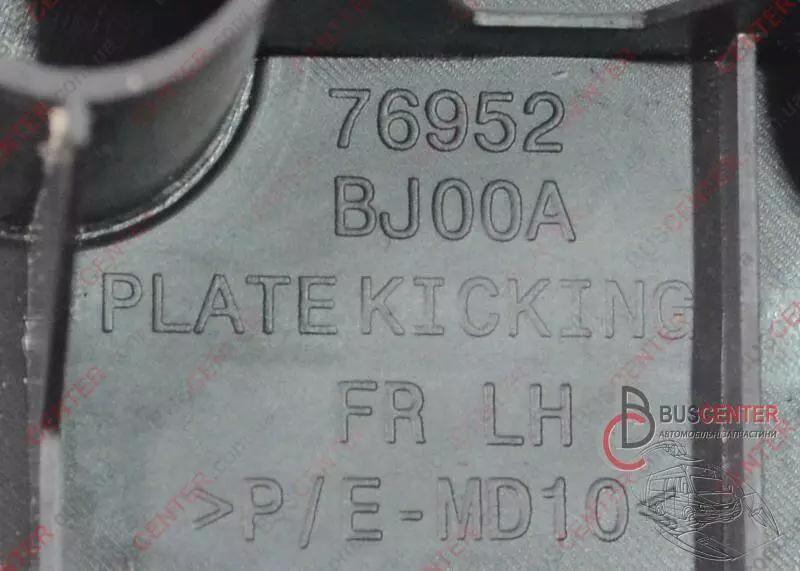 76952
BJ00A
PLATE KICKING
FR LH
>P/E-MD10<
BUSCENTER
АВТОМОБІЛЬНІ ЗАПЧАСТИНИ